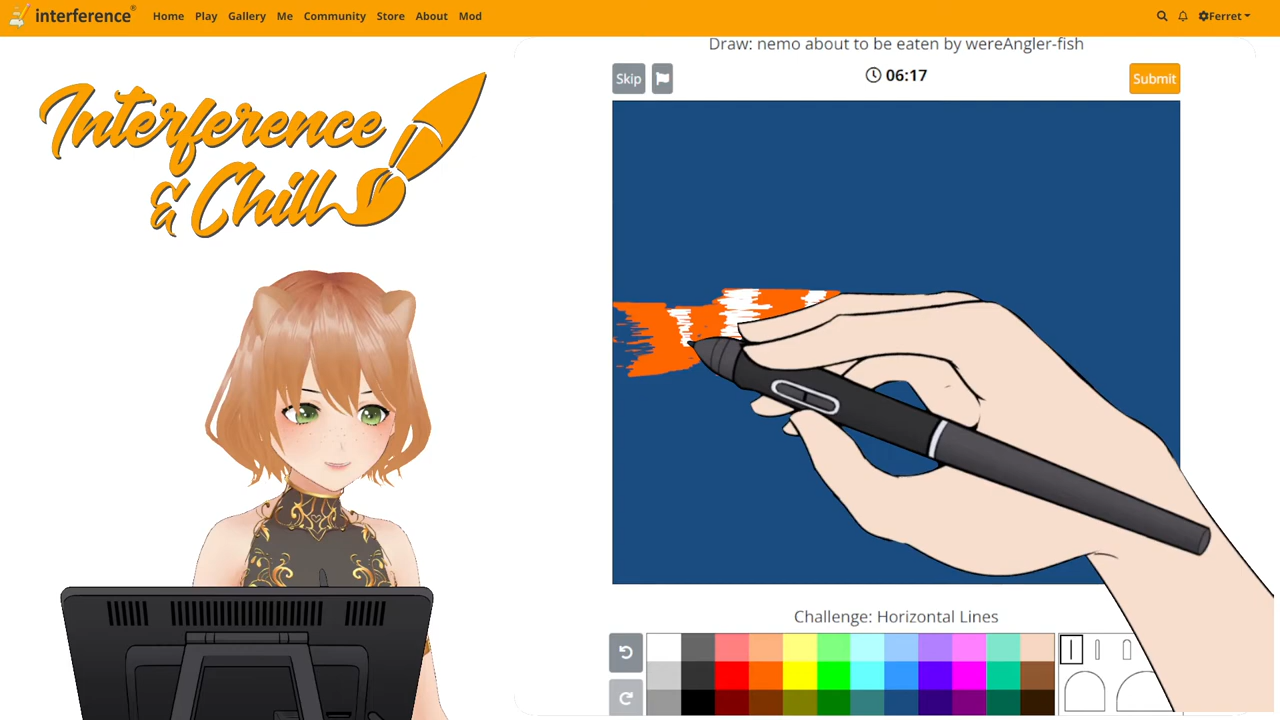 interference®
Home Play Gallery Me Community Store About Mod
Ferret
Interference
& Chill
Draw: nemo about to be eaten by wereAngler-fish
Skip
06:17
Submit
Challenge: Horizontal Lines